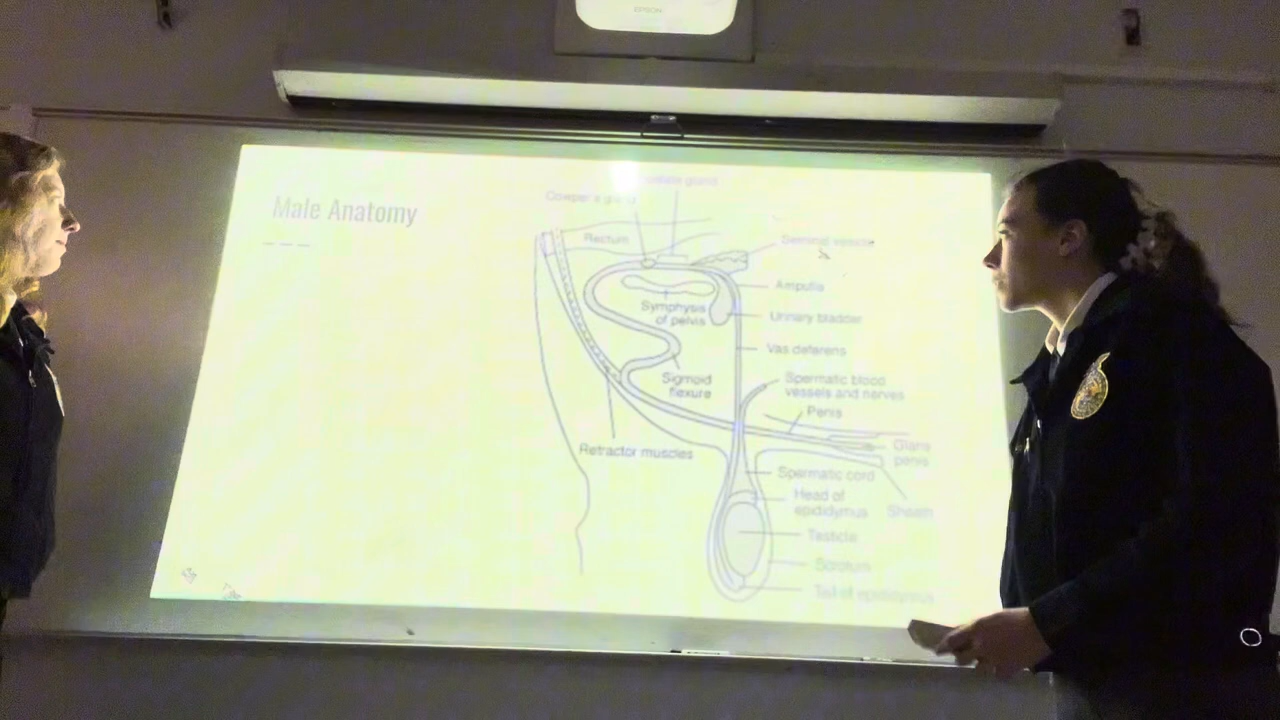 EPSON
Male Anatomy
gland
Cowper's gland
Rectum
Seminal vesicle
Ampulla
Symphysis
of pelvis
Urinary bladder
Vas deferens
Sigmoid
flexure
Spermatic blood
vessels and nerves
Penis
Retractor muscles
Glans
penis
Spermatic cord
Head of
epididymus
Sheath
Testicle
Scrotum
Tail of epididymus